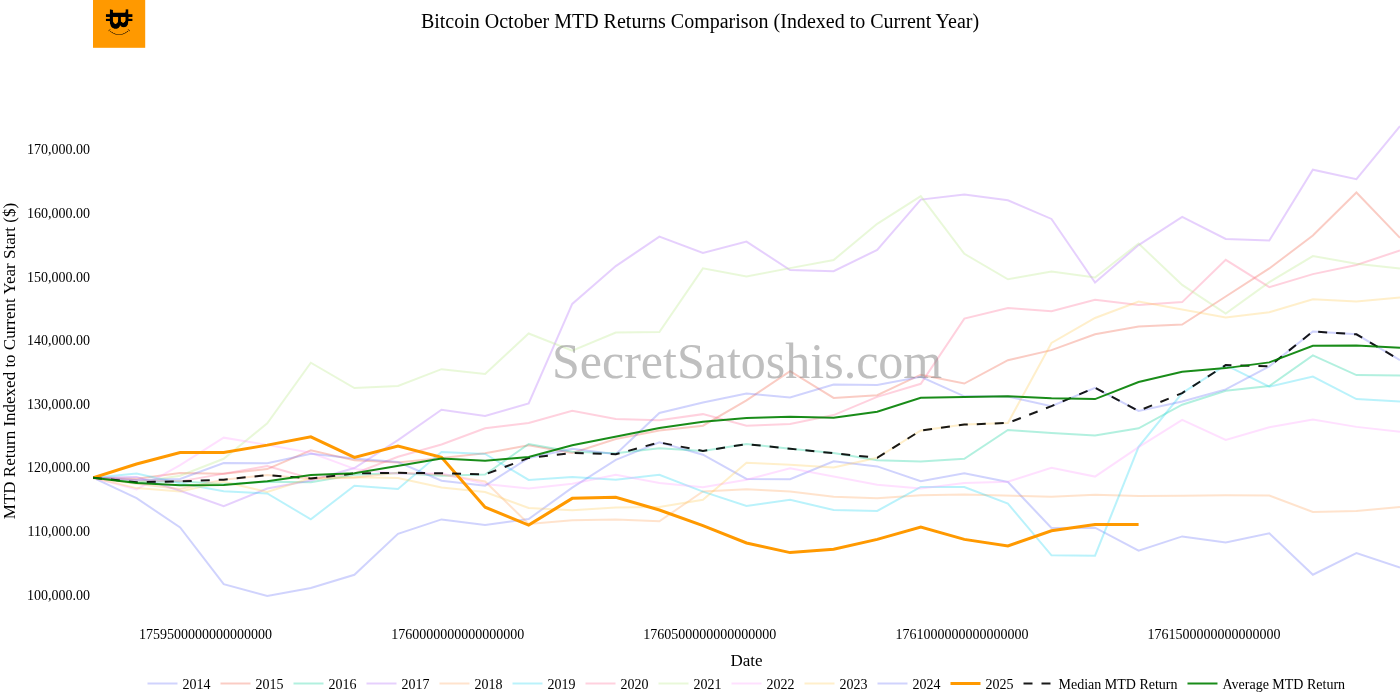 Bitcoin October MTD Returns Comparison (Indexed to Current Year)
MTD Return Indexed to Current Year Start ($)
170,000.00
160,000.00
150,000.00
140,000.00
130,000.00
120,000.00
110,000.00
100,000.00
SecretSatoshis.com
1759500000000000000 1760000000000000000 1760500000000000000 1761000000000000000 1761500000000000000
Date
2014 2015 2016 2017 2018 2019 2020 2021 2022 2023 2024 2025 Median MTD Return Average MTD Return